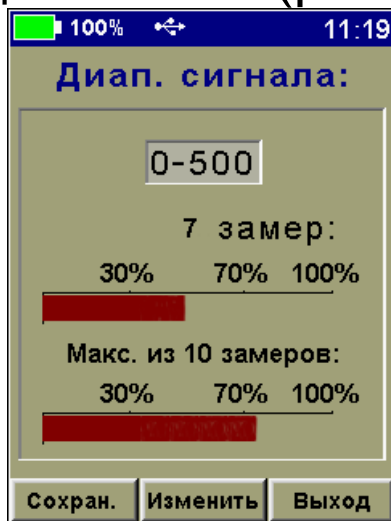 100% 11:19
Диап. сигнала:
0-500
7 замер:
30% 70% 100%
Макс. из 10 замеров:
30% 70% 100%
Сохран. Изменить Выход